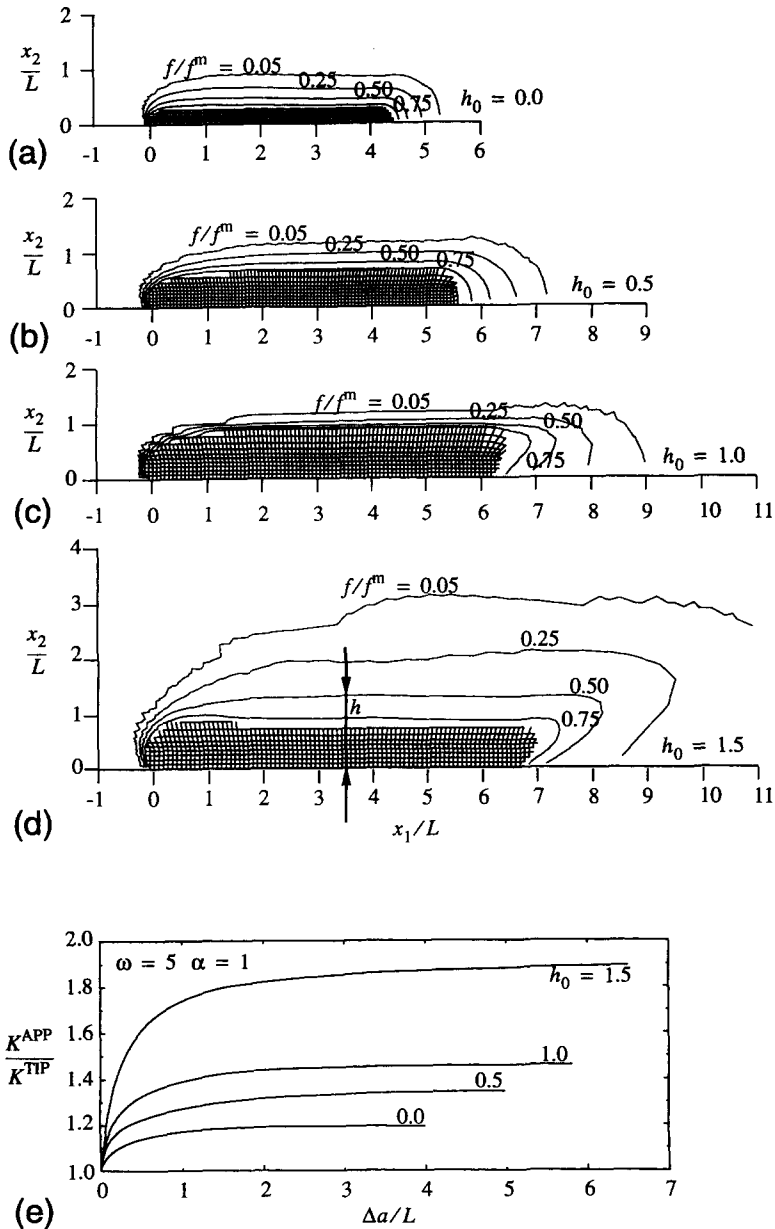 2
x₂/L
1
0
f/fᵐ = 0.05
0.25
0.50
0.75
h₀ = 0.0
(a)
-1 0 1 2 3 4 5 6
2
x₂/L
1
0
f/fᵐ = 0.05
0.25
0.50
0.75
h₀ = 0.5
(b)
-1 0 1 2 3 4 5 6 7 8 9
2
x₂/L
1
0
f/fᵐ = 0.05
0.25
0.50
0.75
h₀ = 1.0
(c)
-1 0 1 2 3 4 5 6 7 8 9 10 11
4
3
x₂/L
2
1
0
f/fᵐ = 0.05
0.25
0.50
h
0.75
h₀ = 1.5
-1 0 1 2 3 4 5 6 7 8 9 10 11
(d)
x₁/L
2.0
ω = 5 α = 1
h₀ = 1.5
1.8
Kᴬᴾᴾ/Kᵀᴵᴾ
1.6
1.0
1.4
0.5
1.2
0.0
1.0
0 1 2 3 4 5 6 7
(e)
Δa/L